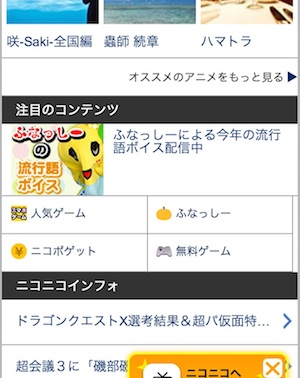 咲-Saki-全国編
蟲師 続章
ハマトラ
オススメのアニメをもっと見る
注目のコンテンツ
ふなっしー
の
流行語
ボイス
ふなっしーによる今年の流行
語ボイス配信中
人気ゲーム
ふなっしー
ニコポケット
無料ゲーム
ニコニコインフォ
ドラゴンクエストX選考結果＆超パ仮面特…
超会議３に「磯部磯
ニコニコへ